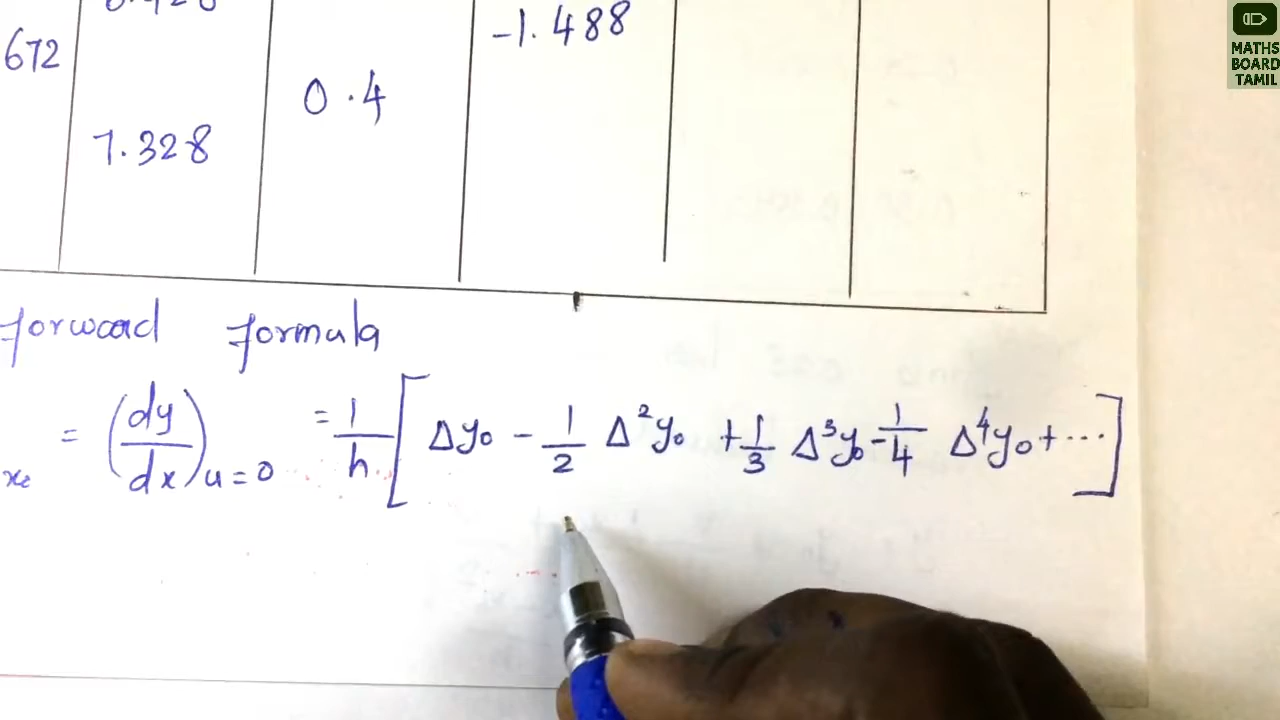 -1.488
672
0.4
7.328
forward formula
= (dy/dx)u=0 = 1/h [ Δy₀ - 1/2 Δ²y₀ + 1/3 Δ³y₀ - 1/4 Δ⁴y₀ + ... ]
MATHS
BOARD
TAMIL